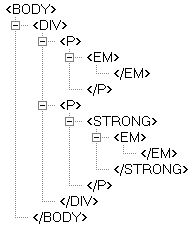 <BODY>
<DIV>
<P>
<EM>
</EM>
</P>
<P>
<STRONG>
<EM>
</EM>
</STRONG>
</P>
</DIV>
</BODY>